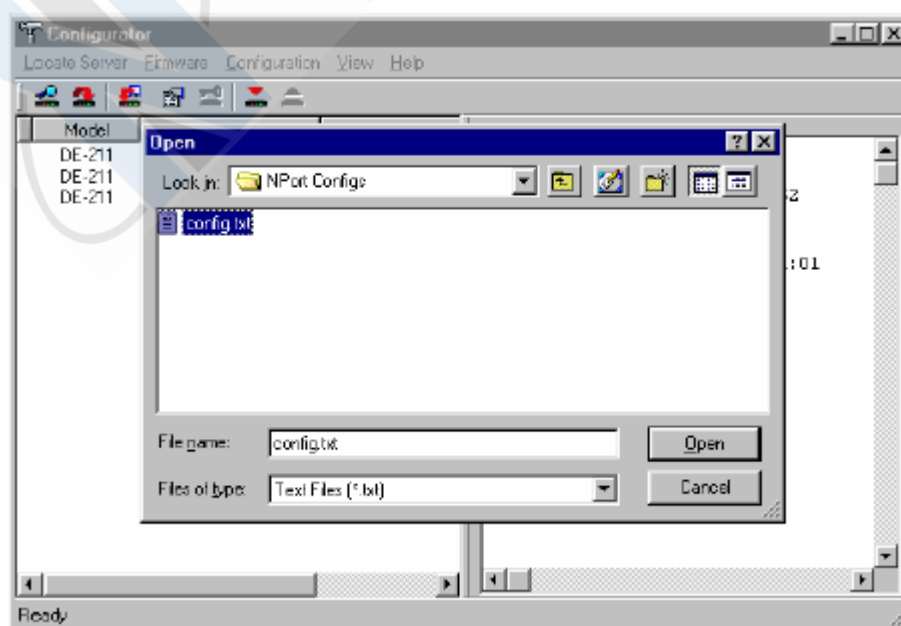 Configurator
Locate Server Firmware Configuration View Help
Model
DE-211
DE-211
DE-211
Open
Look in: NPort Configs
config.txt
:01
File name: config.txt Open
Files of type: Text Files (*.txt) Cancel
Ready